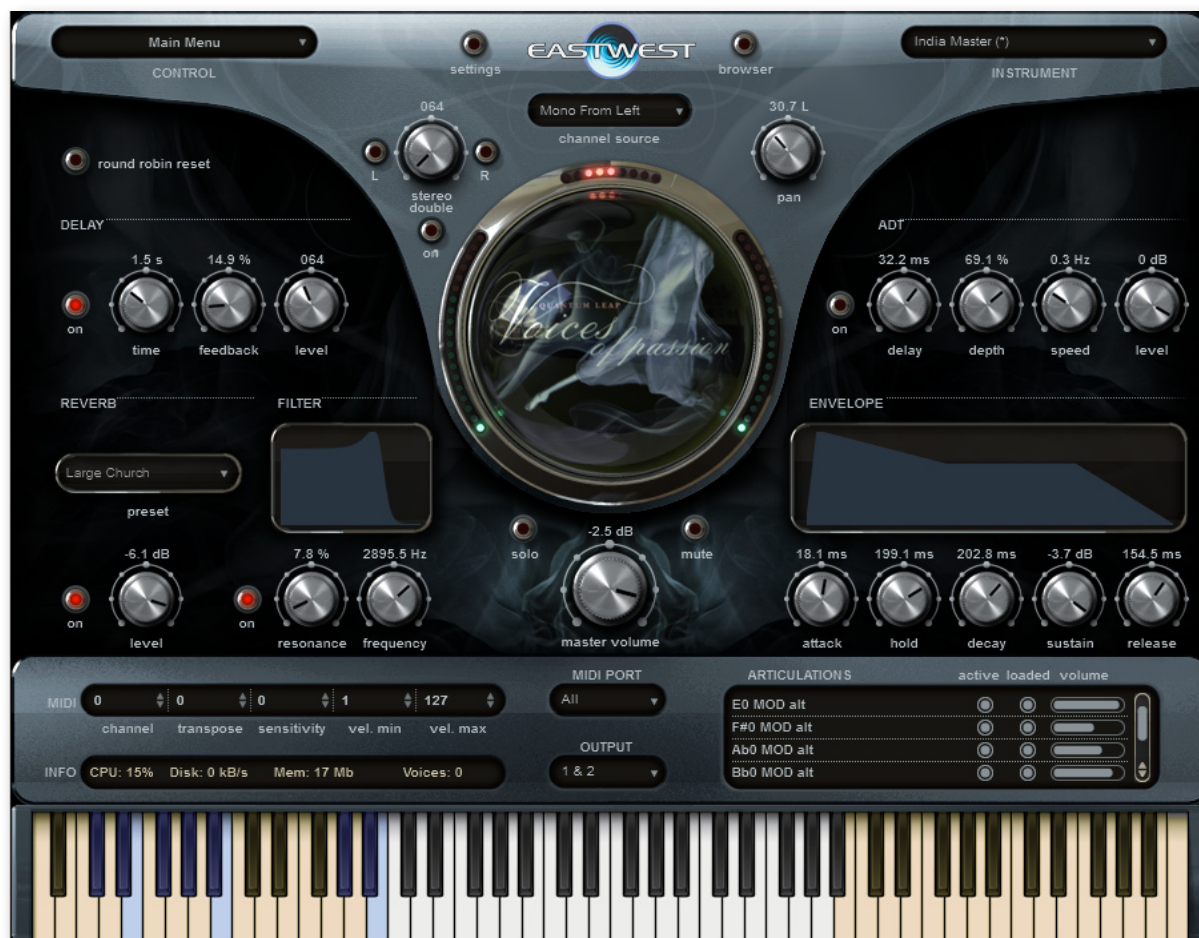 Main Menu
CONTROL
settings
EASTWEST
browser
India Master (*)
INSTRUMENT
round robin reset
064
L
R
stereo
double
on
Mono From Left
channel source
30.7 L
pan
DELAY
1.5 s 14.9 % 064
on
time feedback level
QUANTUM LEAP
Voices
of passion
ADT
32.2 ms 69.1 % 0.3 Hz 0 dB
on
delay depth speed level
REVERB
Large Church
preset
-6.1 dB
on
level
FILTER
7.8 % 2895.5 Hz
on
resonance frequency
solo
-2.5 dB
mute
master volume
ENVELOPE
18.1 ms 199.1 ms 202.8 ms -3.7 dB 154.5 ms
attack hold decay sustain release
MIDI 0 0 0 1 127
channel transpose sensitivity vel. min vel. max
INFO CPU: 15% Disk: 0 kB/s Mem: 17 Mb Voices: 0
MIDI PORT
All
OUTPUT
1 & 2
ARTICULATIONS active loaded volume
E0 MOD alt
F#0 MOD alt
Ab0 MOD alt
Bb0 MOD alt